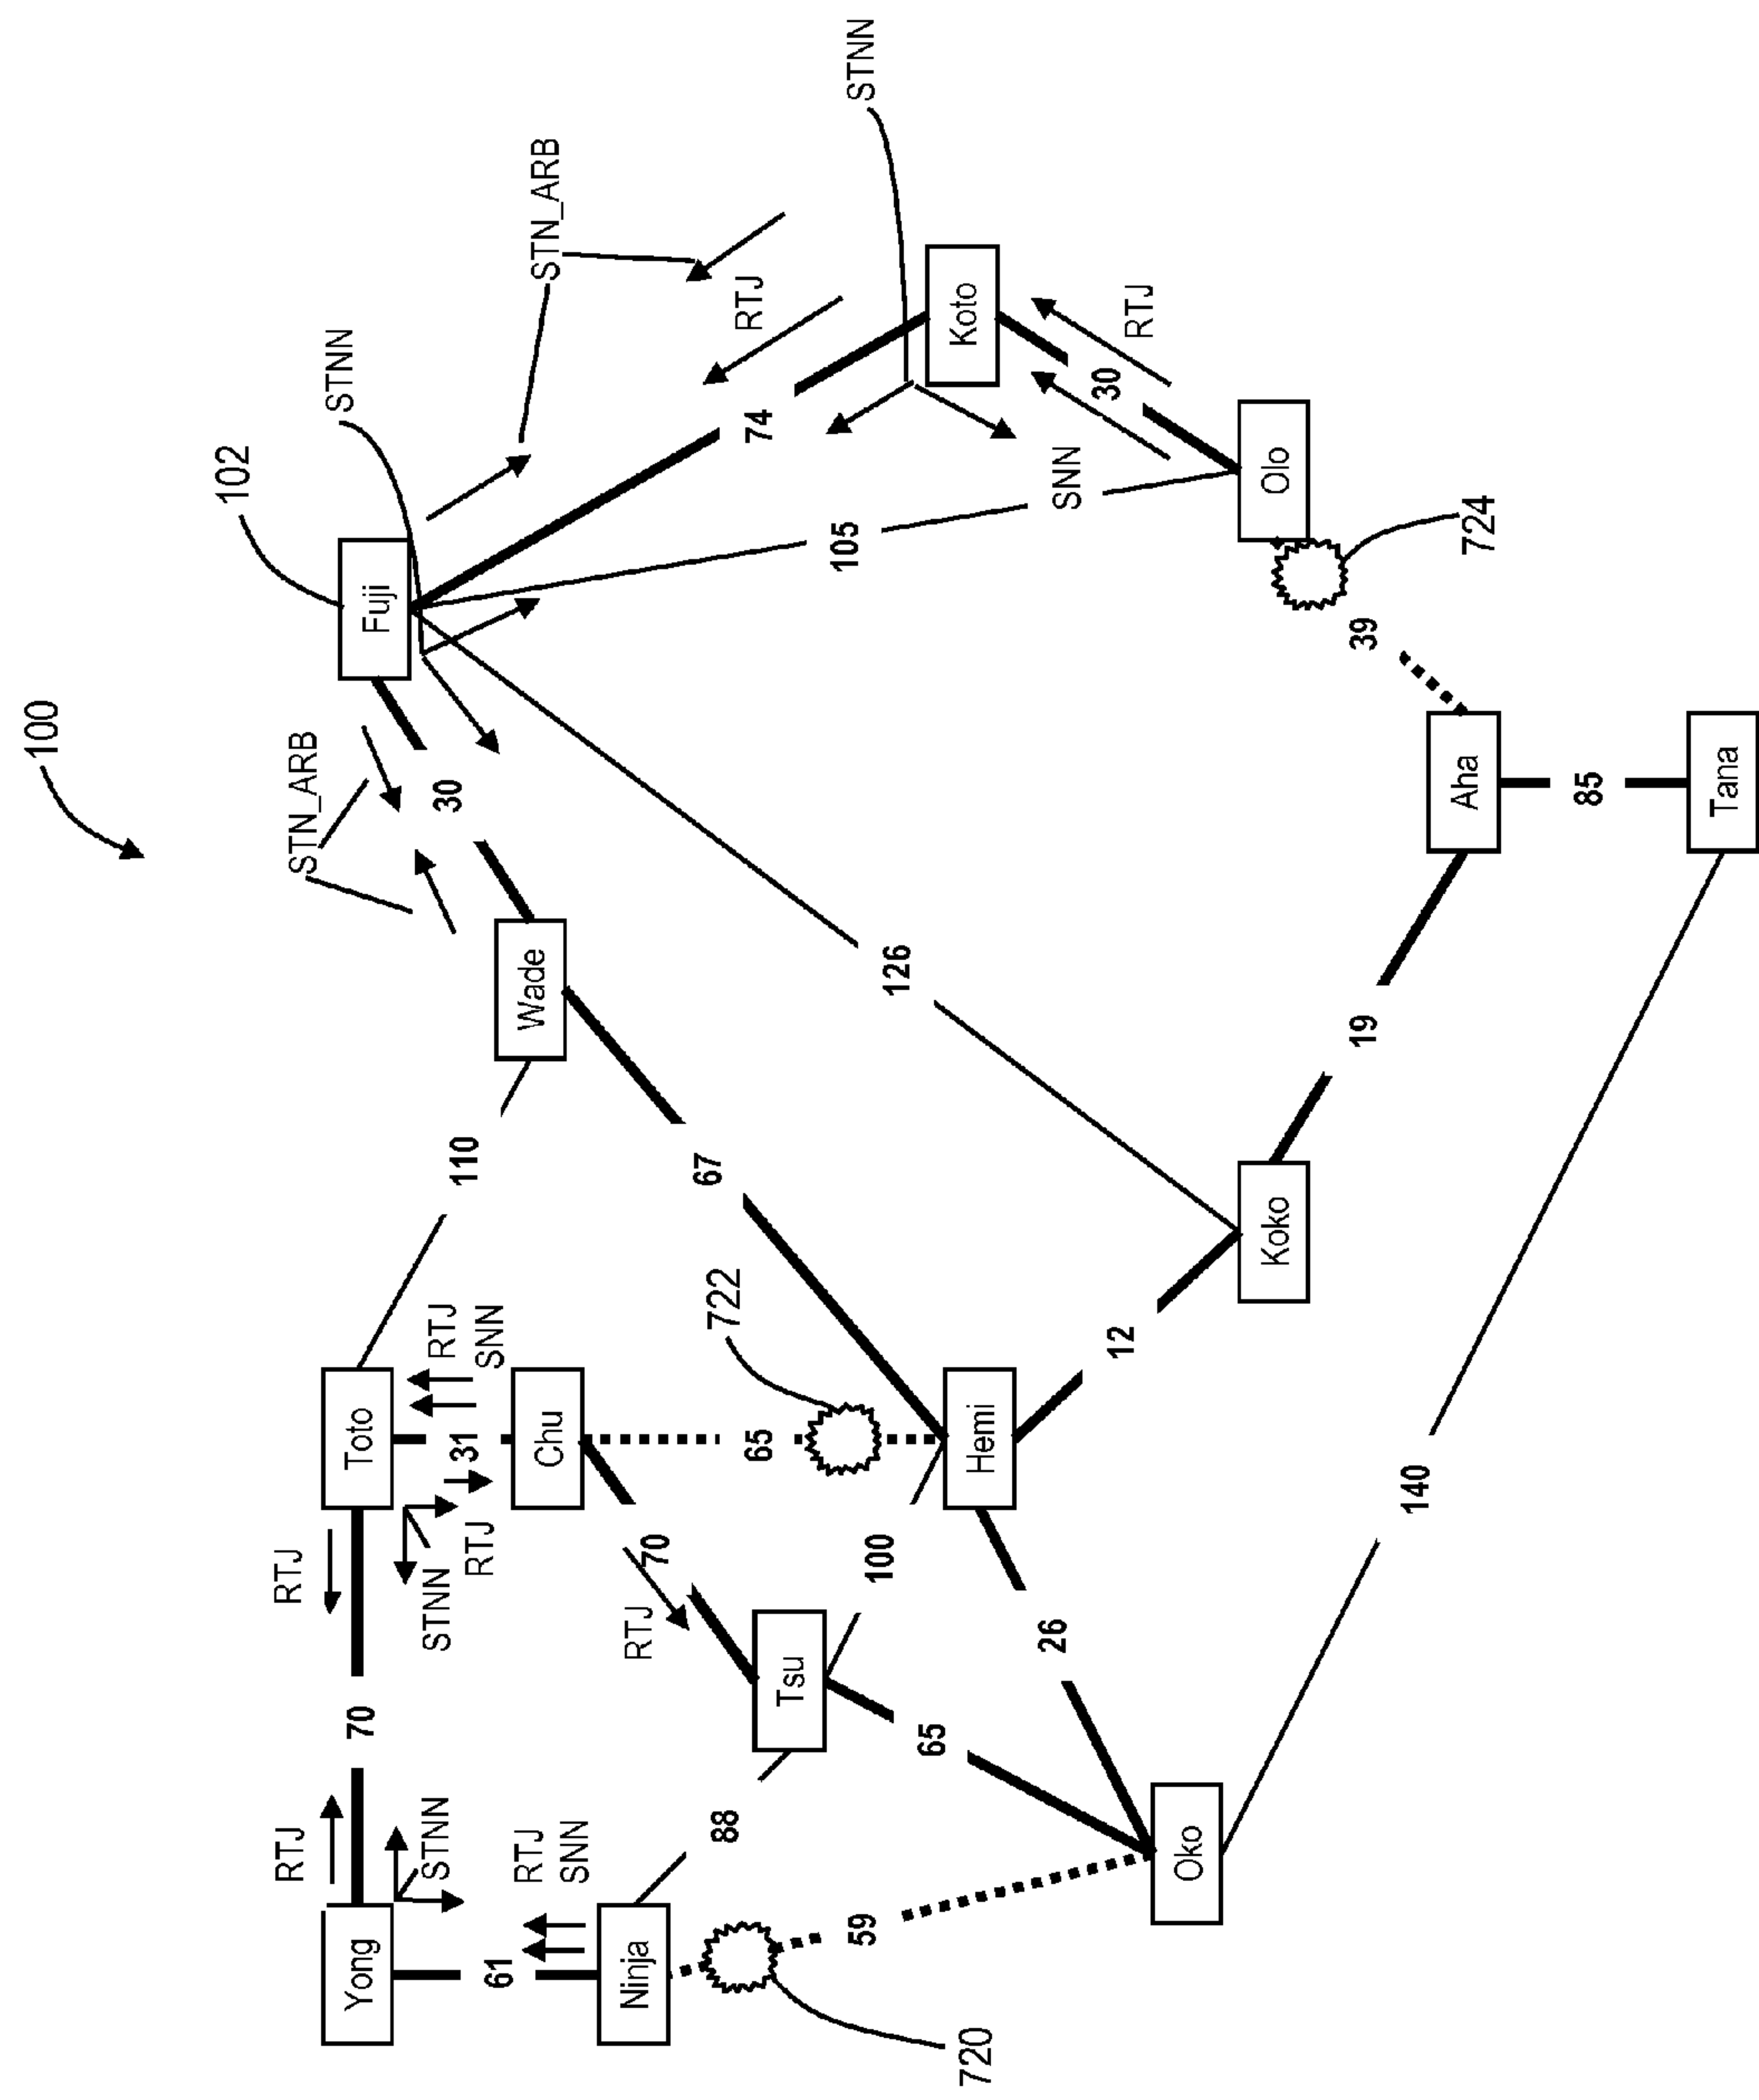 100
102
RTJ
RTJ
STN_ARB
STNN
Yong
70
Toto
Fuji
STNN
STNN
RTJ
31
RTJ
SNN
110
30
61
RTJ
SNN
Chu
Wade
STN_ARB
Ninja
RTJ
70
88
722
67
74
RTJ
Tsu
65
105
STNN
59
100
126
720
65
Hemi
Koto
26
SNN
30
12
RTJ
Oko
Koko
Olo
19
39
140
Aha
724
85
Tana